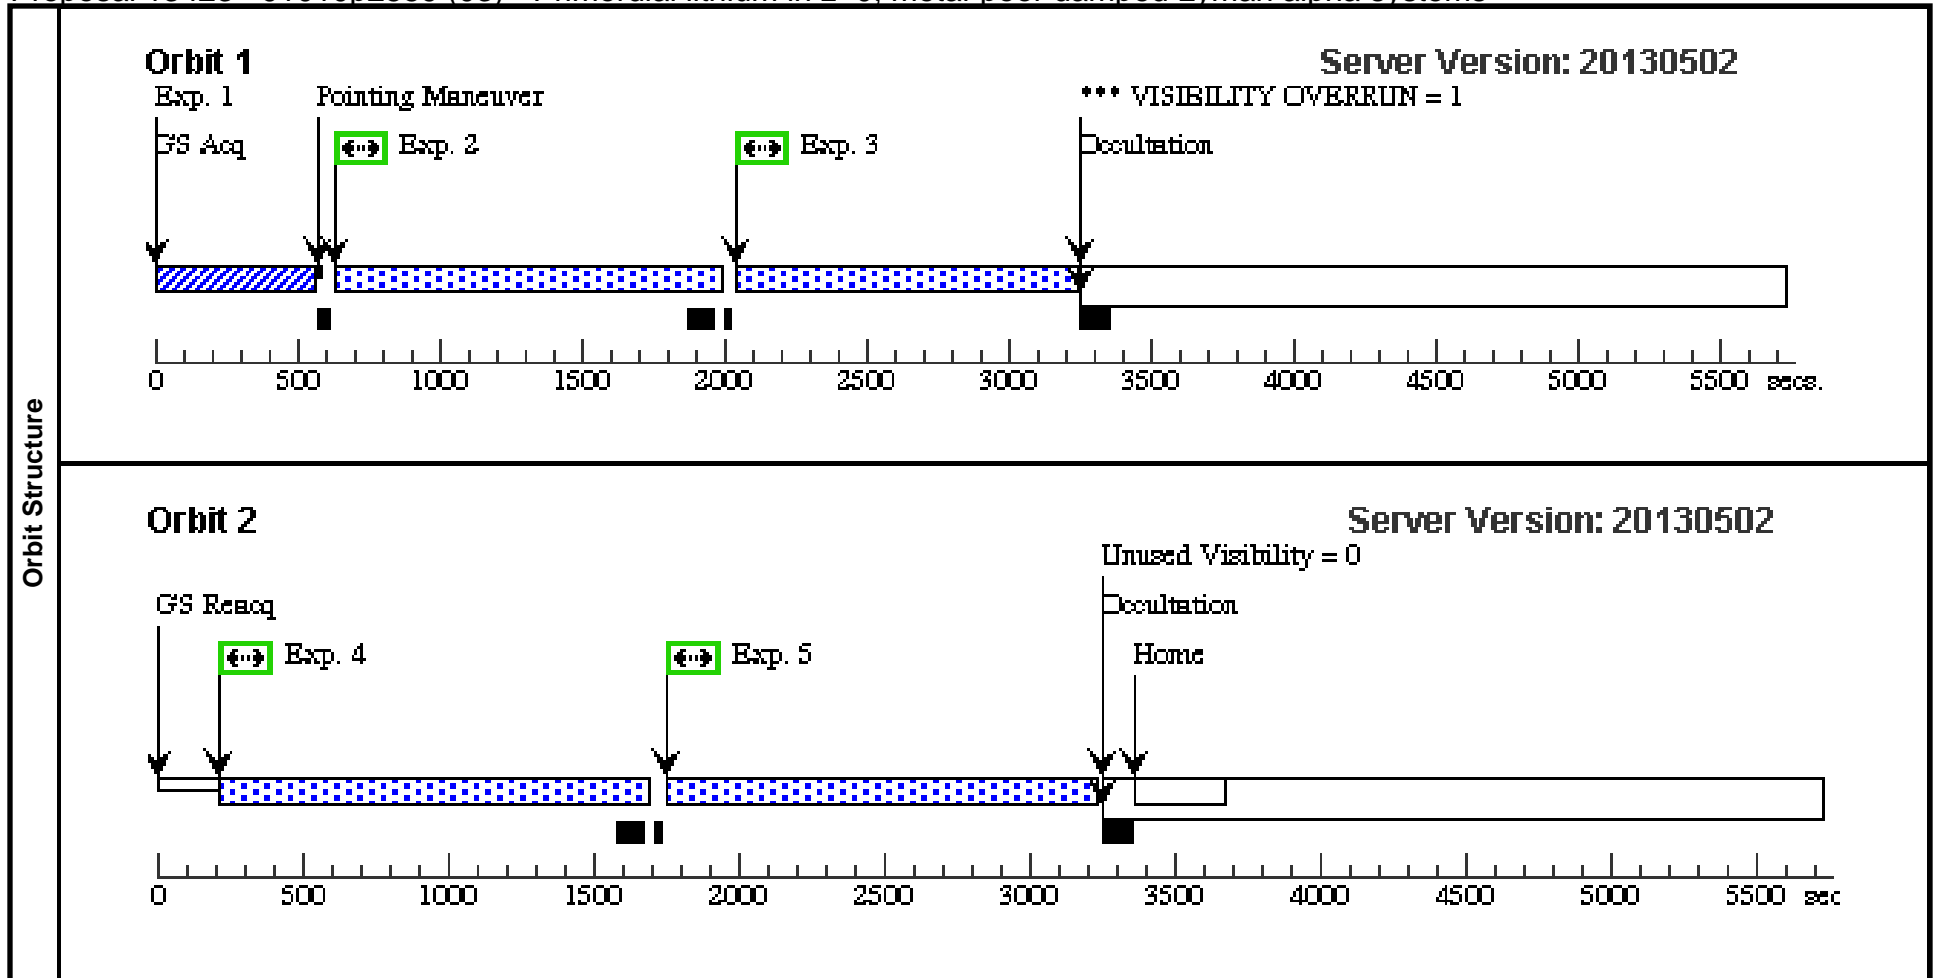 Orbit Structure
Orbit 1
Server Version: 20130502
Exp. 1
Pointing Maneuver
*** VISIBILITY OVERRUN = 1
GS Acq
Exp. 2
Exp. 3
Occultation
0 500 1000 1500 2000 2500 3000 3500 4000 4500 5000 5500 secs.
Orbit 2
Server Version: 20130502
Unused Visibility = 0
GS Reacq
Occultation
Exp. 4
Exp. 5
Home
0 500 1000 1500 2000 2500 3000 3500 4000 4500 5000 5500 sec